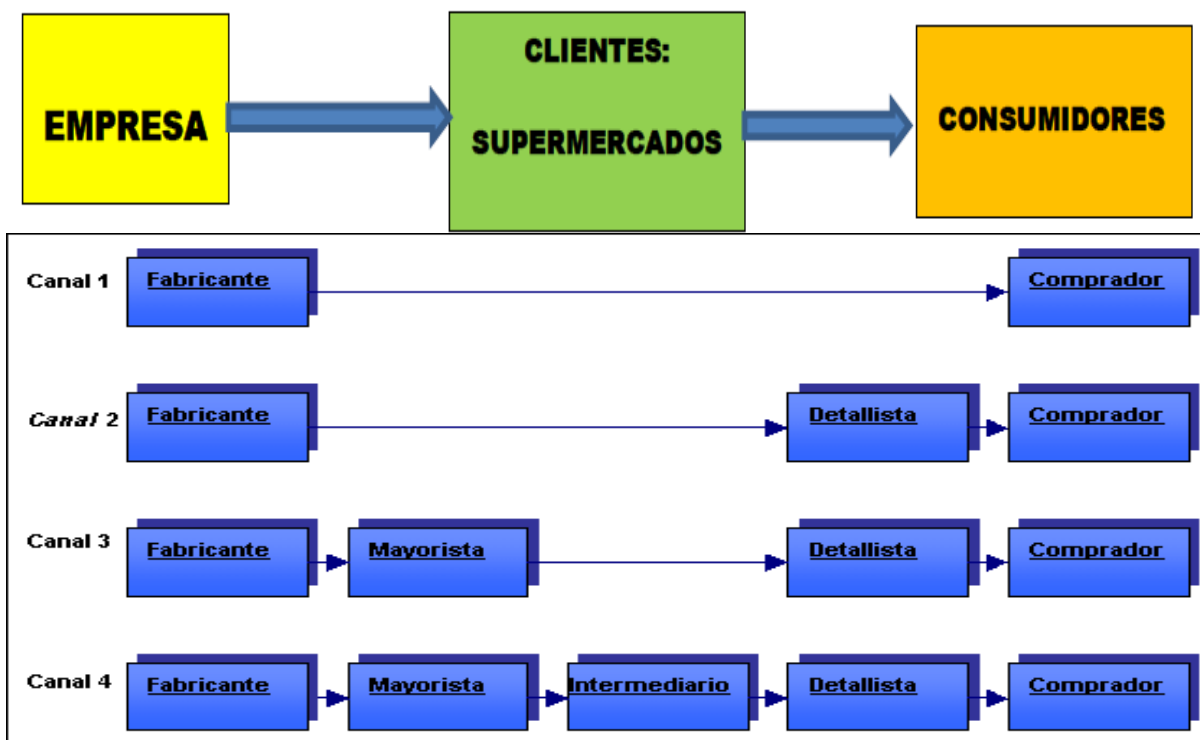 EMPRESA
CLIENTES:
SUPERMERCADOS
CONSUMIDORES
Canal 1 Fabricante Comprador
Canal 2 Fabricante Detallista Comprador
Canal 3 Fabricante Mayorista Detallista Comprador
Canal 4 Fabricante Mayorista Intermediario Detallista Comprador